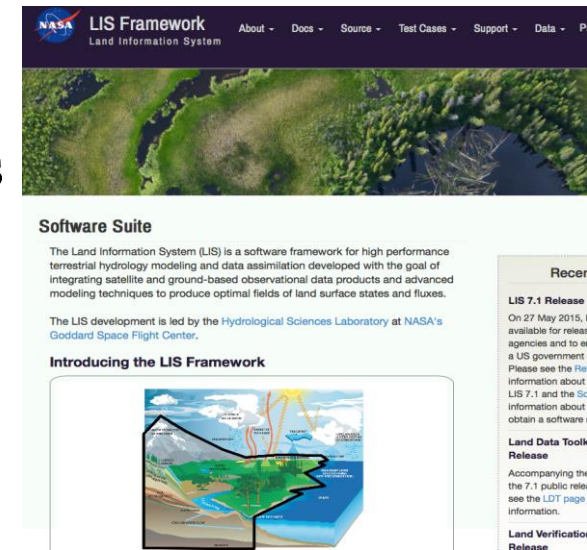 NASA
LIS Framework
Land Information System
About
Docs
Source
Test Cases
Support
Data
s
Software Suite
The Land Information System (LIS) is a software framework for high performance
terrestrial hydrology modeling and data assimilation developed with the goal of
integrating satellite and ground-based observational data products and advanced
modeling techniques to produce optimal fields of land surface states and fluxes.
The LIS development is led by the Hydrological Sciences Laboratory at NASA's
Goddard Space Flight Center.
Introducing the LIS Framework
Recen
LIS 7.1 Release
On 27 May 2015,
available for releas
agencies and to e
a US government
Please see the Re
information about
LIS 7.1 and the So
information about
obtain a software
Land Data Toolk
Release
Accompanying the
the 7.1 public relea
see the LDT page
information.
Land Verification
Release